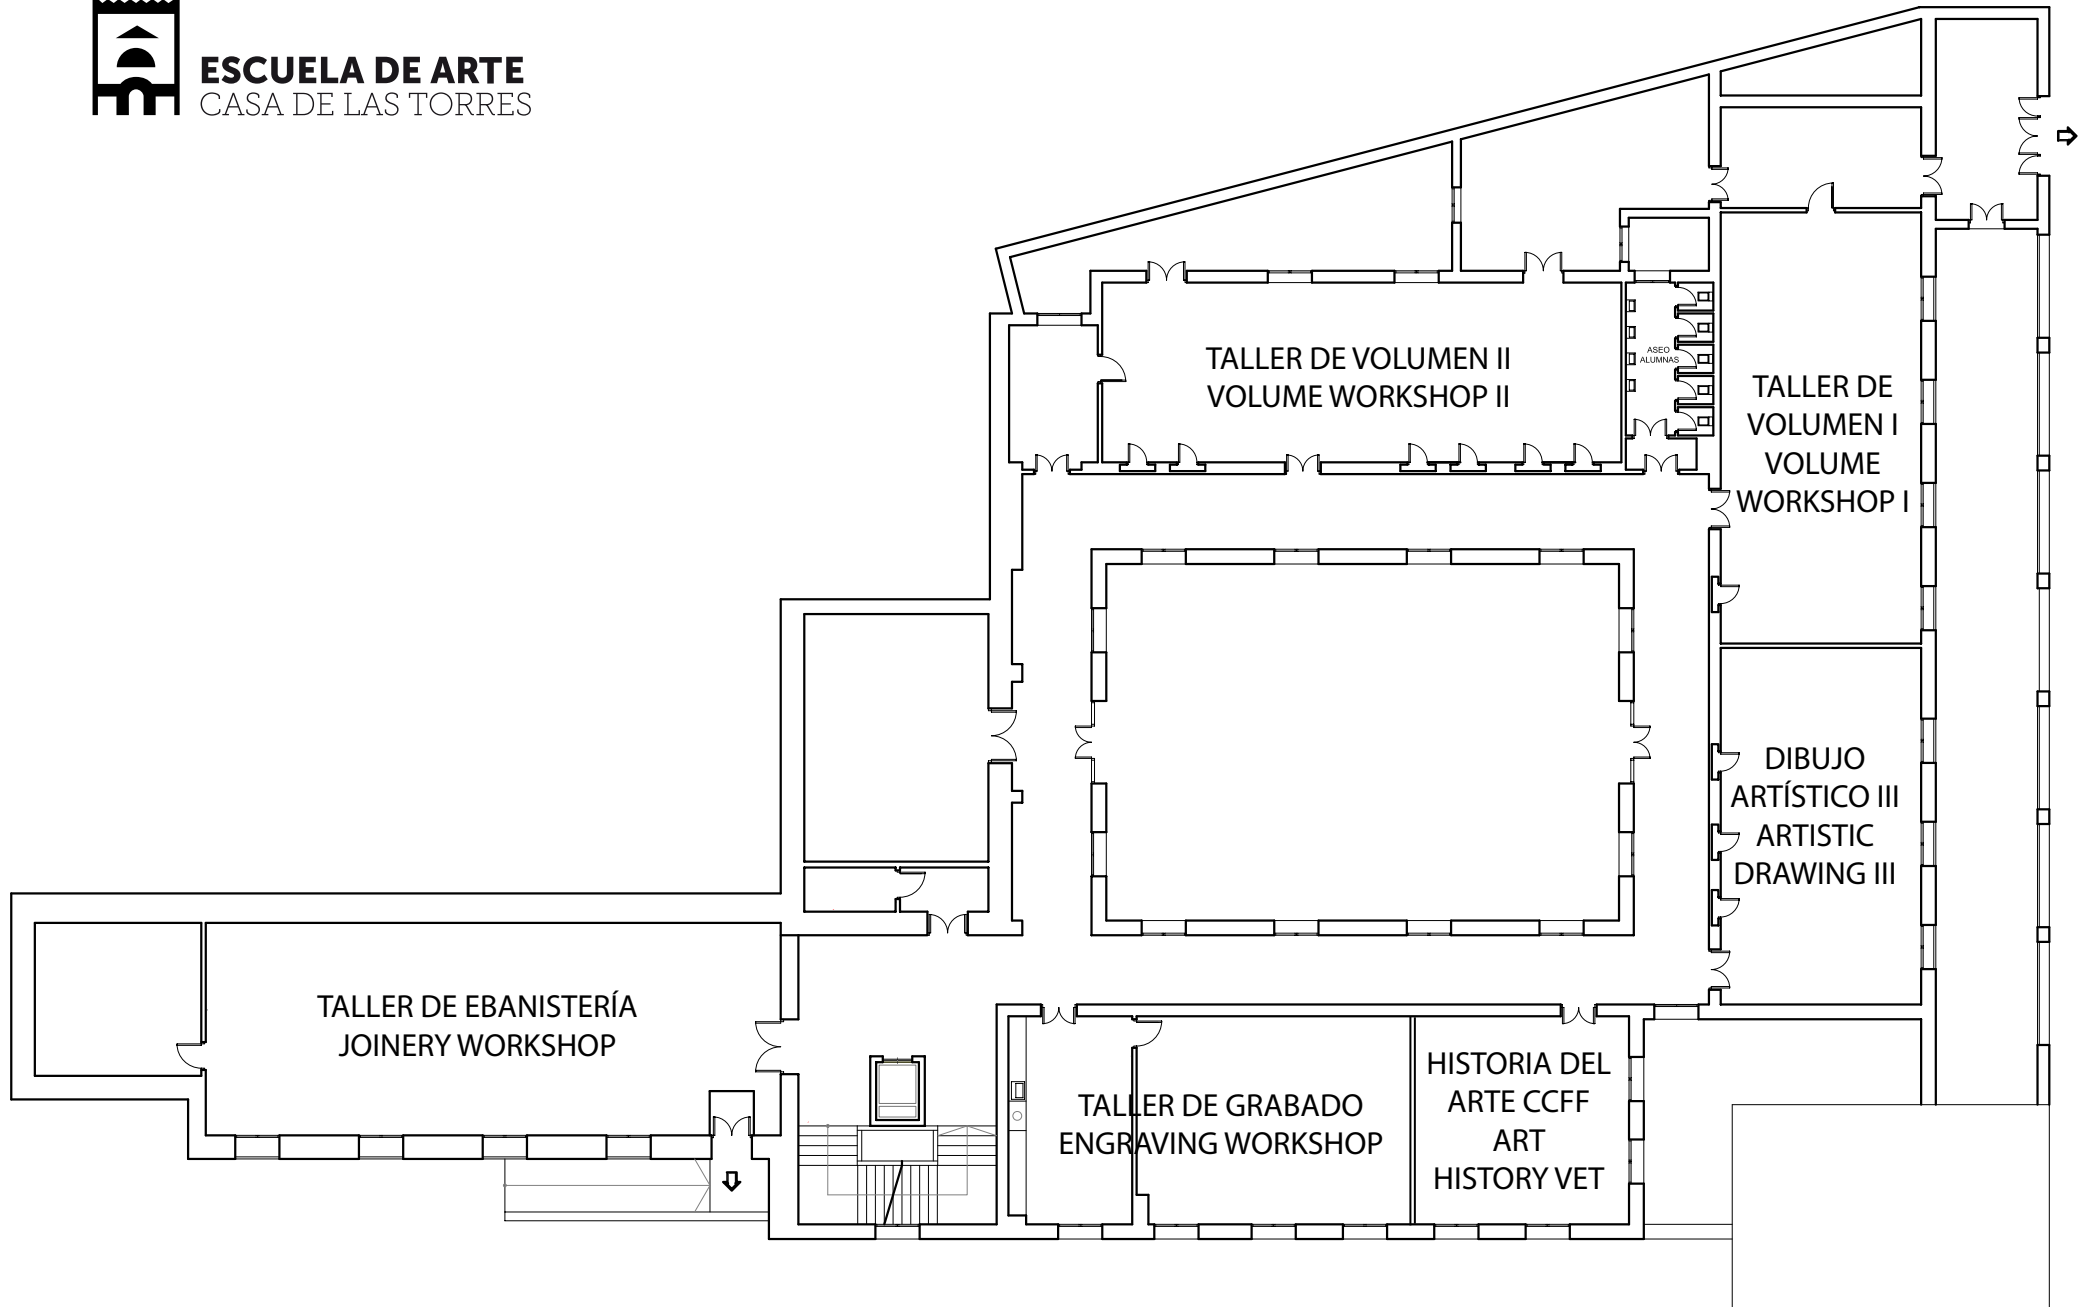 ESCUELA DE ARTE
CASA DE LAS TORRES
TALLER DE VOLUMEN II
VOLUME WORKSHOP II
ASEO
ALUMNAS
TALLER DE
VOLUMEN I
VOLUME
WORKSHOP I
DIBUJO
ARTÍSTICO III
ARTISTIC
DRAWING III
TALLER DE EBANISTERÍA
JOINERY WORKSHOP
TALLER DE GRABADO
ENGRAVING WORKSHOP
HISTORIA DEL
ARTE CCFF
ART
HISTORY VET